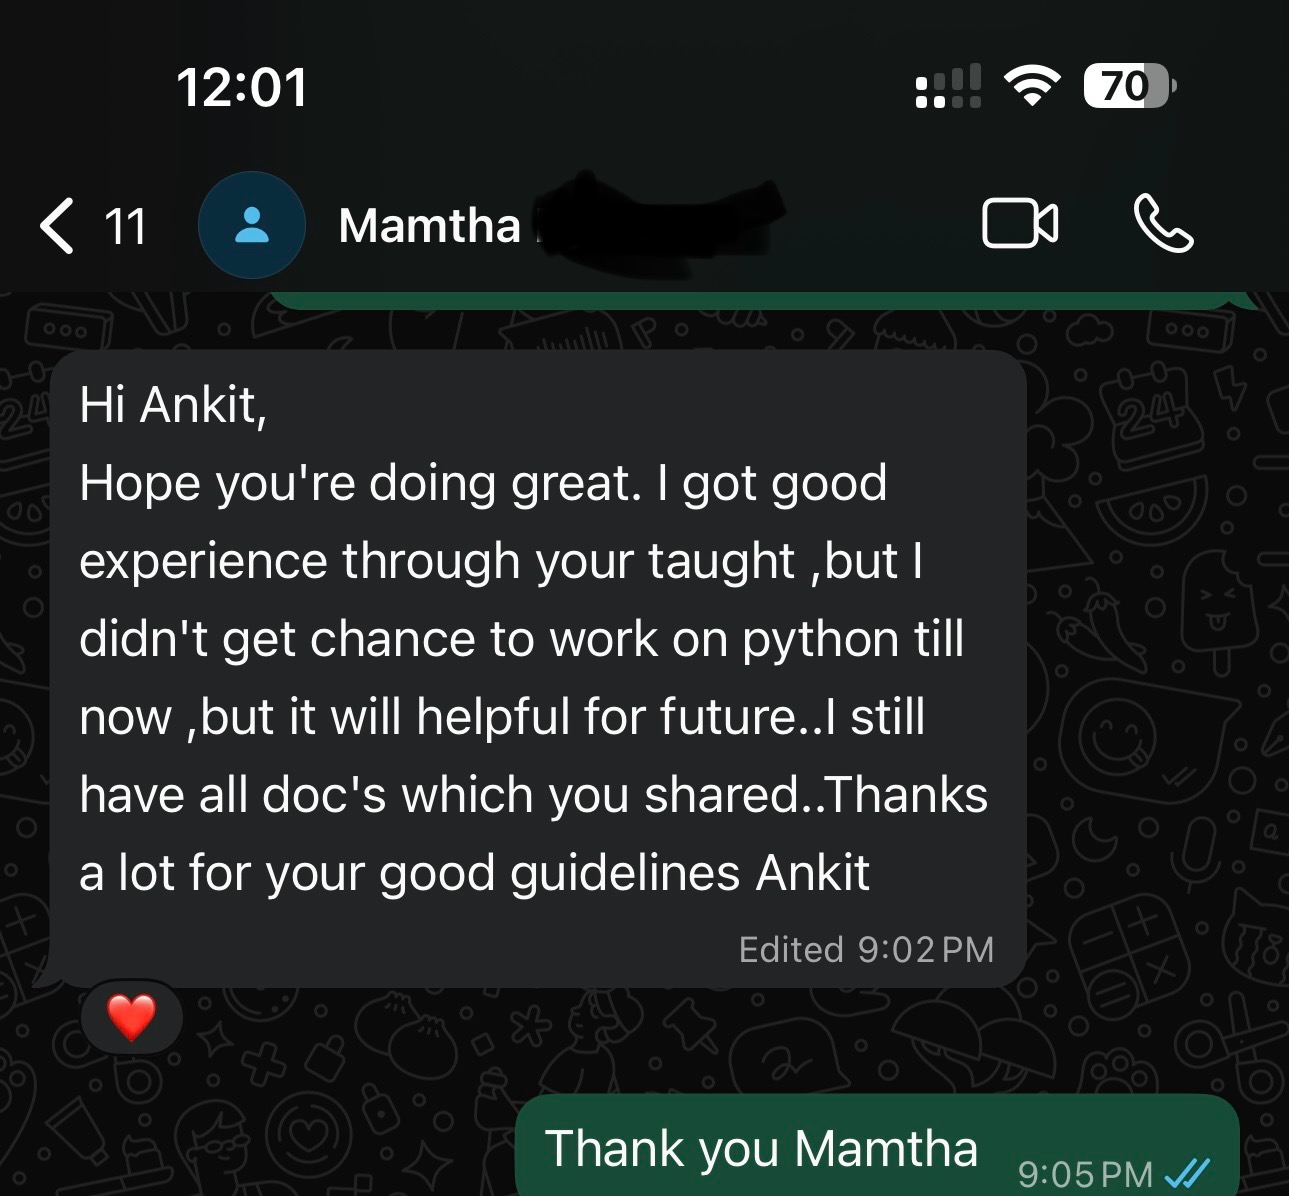 12:01
70
11 Mamtha
Hi Ankit,
Hope you're doing great. I got good
experience through your taught ,but I
didn't get chance to work on python till
now ,but it will helpful for future..I still
have all doc's which you shared..Thanks
a lot for your good guidelines Ankit
Edited 9:02 PM
Thank you Mamtha
9:05 PM